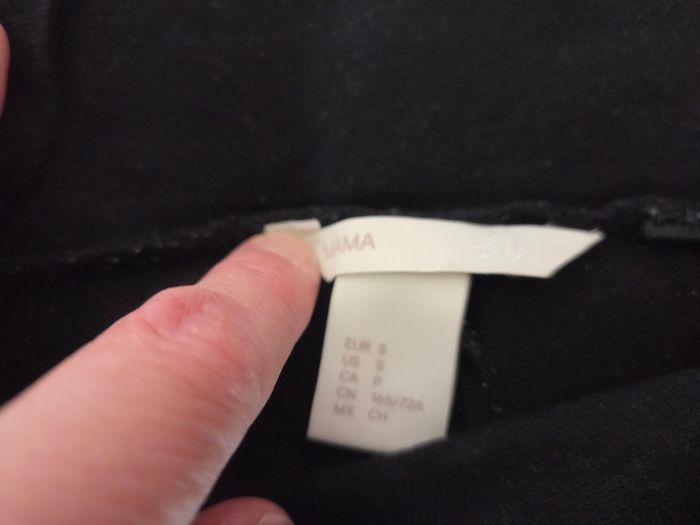 MAMA
EUR S
US S
CA P
CN 165/72A
MX CH